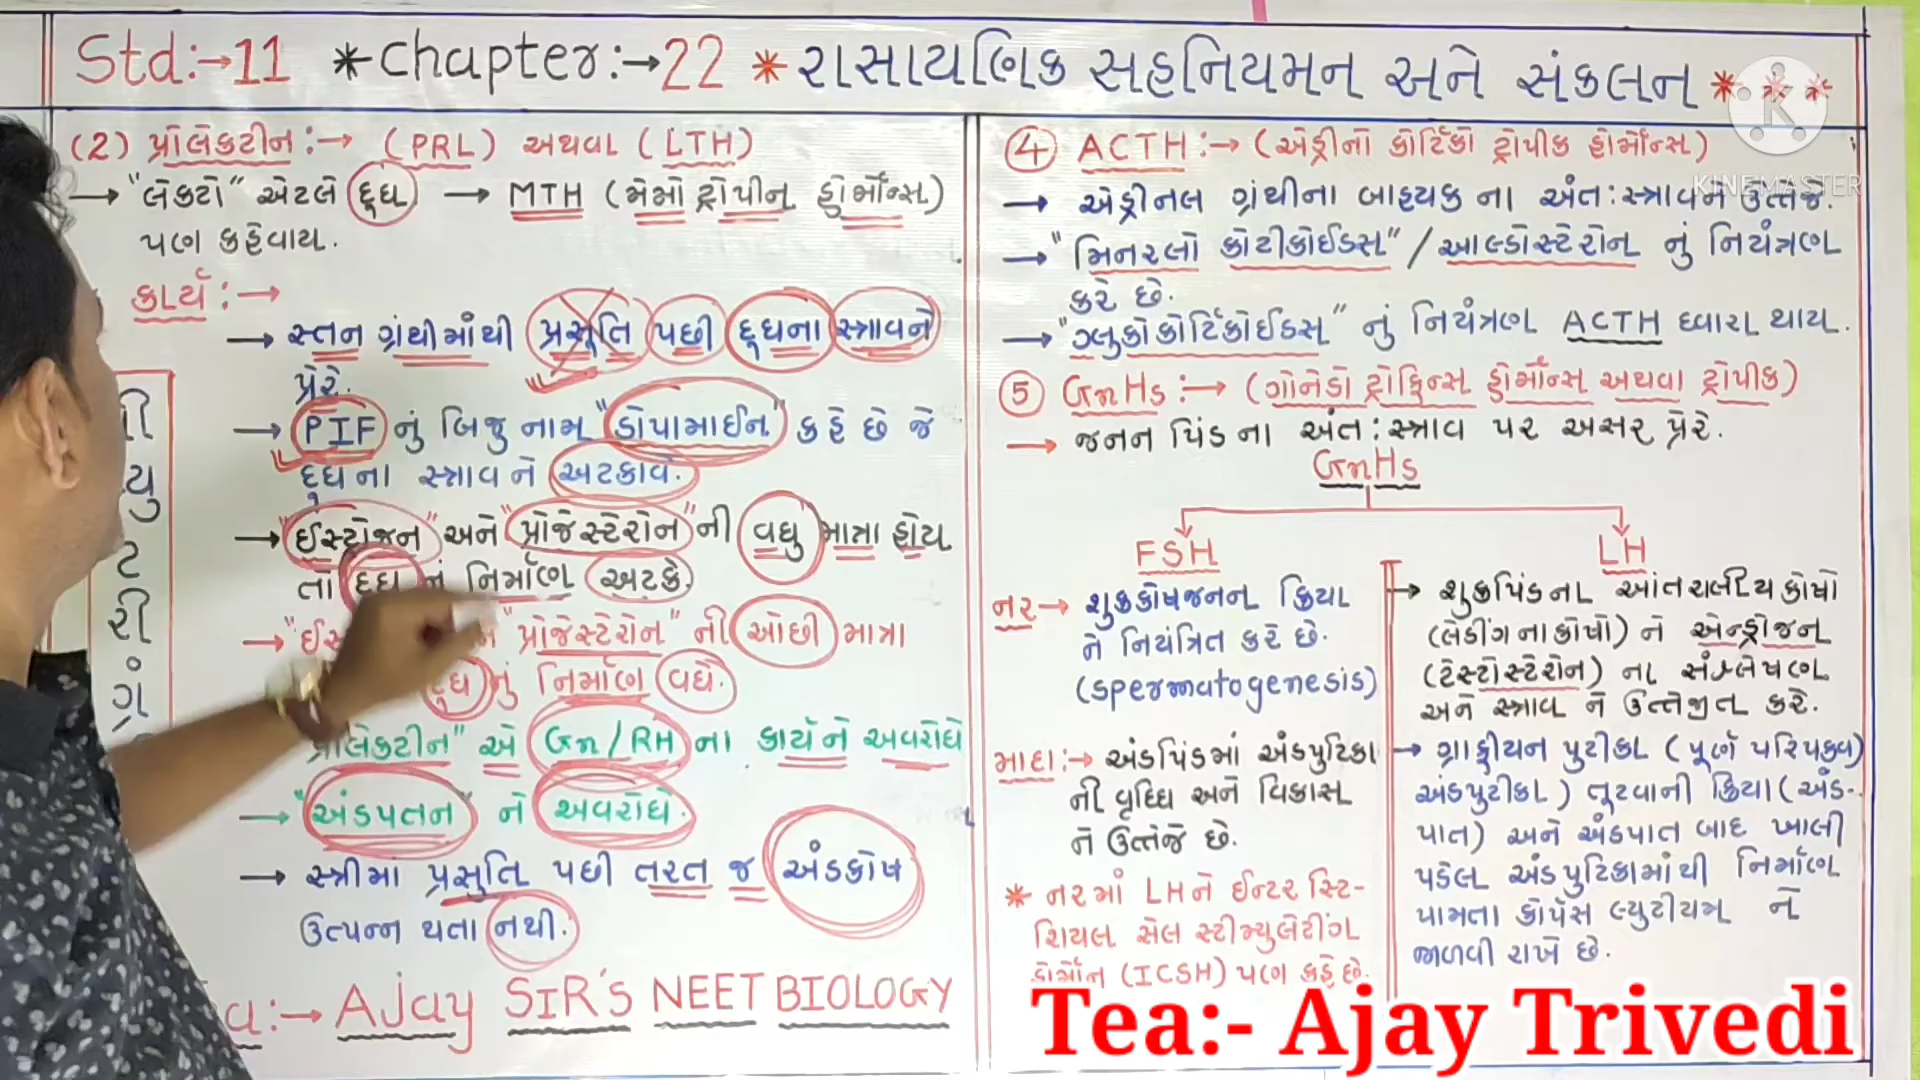 Std:→11 * chapter:→22 * રાસાયણિક સહનિયમન અને સંકલન
KINEMASTER
(2) પ્રોલેકટીન:→ (PRL) અથવા (LTH)
→ "લેકટો" એટલે દૂધ → MTH (મેમો ટ્રોપીન હોર્મોન્સ)
પણ કહેવાય.
કાર્ય:→
→ સ્તન ગ્રંથીમાંથી પ્રસૂતિ પછી દૂધના સ્ત્રાવને
પ્રેરે.
→ PIF નું બિજુ નામ "ડોપામાઈન" કહે છે જે
દૂધના સ્ત્રાવ ને અટકાવે.
→ "ઈસ્ટ્રોજન" અને "પ્રોજેસ્ટેરોન" ની વધુ માત્રા હોય
તો દૂધ નું નિર્માણ અટકે.
→ "ઈસ "પ્રોજેસ્ટેરોન" ની ઓછી માત્રા
દૂધ નું નિર્માણ વધે.
પ્રોલેકટીન" એ Gn/RH ના કાર્ય ને અવરોધે
→ "અંડપતન" ને અવરોધે.
→ સ્ત્રીમાં પ્રસુતિ પછી તરત જ અંડકોષ
ઉત્પન્ન થતા નથી.
a:→ Ajay SIR'S NEET BIOLOGY
④ ACTH:→ (એડ્રીનો કોર્ટિકો ટ્રોપીક હોર્મોન્સ)
→ એડ્રીનલ ગ્રંથીના બાહ્યક ના અંત:સ્ત્રાવને ઉત્તેજે.
→ "મિનરલો કોટીકોઈડસ" / આલ્ડોસ્ટેરોન નું નિયંત્રણ
કરે છે.
→ "ગ્લુકોકોર્ટિકોઈડસ" નું નિયંત્રણ ACTH દ્વારા થાય.
⑤ GnHs:→ (ગોનેડો ટ્રોફિન્સ હોર્મોન્સ અથવા ટ્રોપીક)
→ જનન પિંડ ના અંત:સ્ત્રાવ પર અસર પ્રેરે.
GnHs
FSH LH
નર→ શુક્રકોષજનન ક્રિયા
ને નિયંત્રિત કરે છે.
(spermatogenesis)
માદા:→ અંડપિંડમાં અંડપુટિકા
ની વૃધ્ધિ અને વિકાસ
ને ઉત્તેજે છે.
* નરમાં LH ને ઈન્ટર સ્ટિ-
શિયલ સેલ સ્ટીમ્યુલેટીંગ
હોર્મોન (ICSH) પણ કહે છે.
→ શુક્રપિંડના આંતરાલીય કોષો
(લેડીંગ ના કોષો) ને એન્ડ્રોજન
(ટેસ્ટોસ્ટેરોન) ના સંશ્લેષણ
અને સ્ત્રાવ ને ઉત્તેજીત કરે.
→ ગ્રાફીયન પુટીકા (પૂર્ણ પરિપક્વ)
અંડપુટીકા) તૂટવાની ક્રિયા (અંડ-
પાત) અને અંડપાત બાદ ખાલી
પડેલ અંડપુટિકામાંથી નિર્માણ
પામતા કોર્પસ લ્યુટીયમ ને
જાળવી રાખે છે.
Tea:- Ajay Trivedi